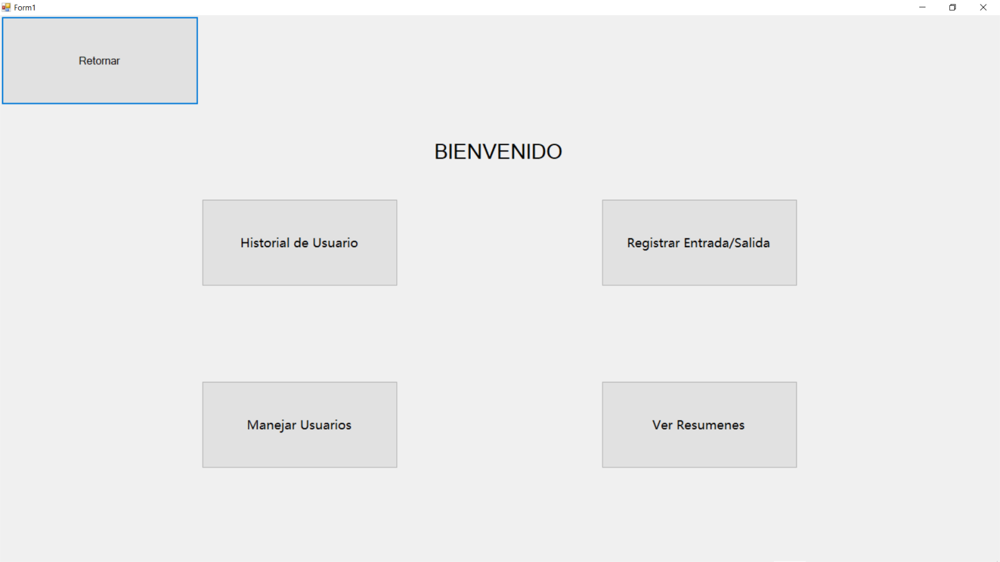 Form1
Retornar
BIENVENIDO
Historial de Usuario
Registrar Entrada/Salida
Manejar Usuarios
Ver Resumenes